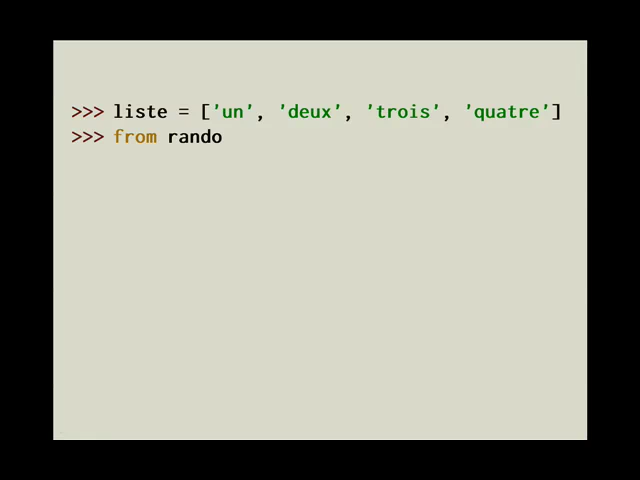 >>> liste = ['un', 'deux', 'trois', 'quatre']
>>> from rando